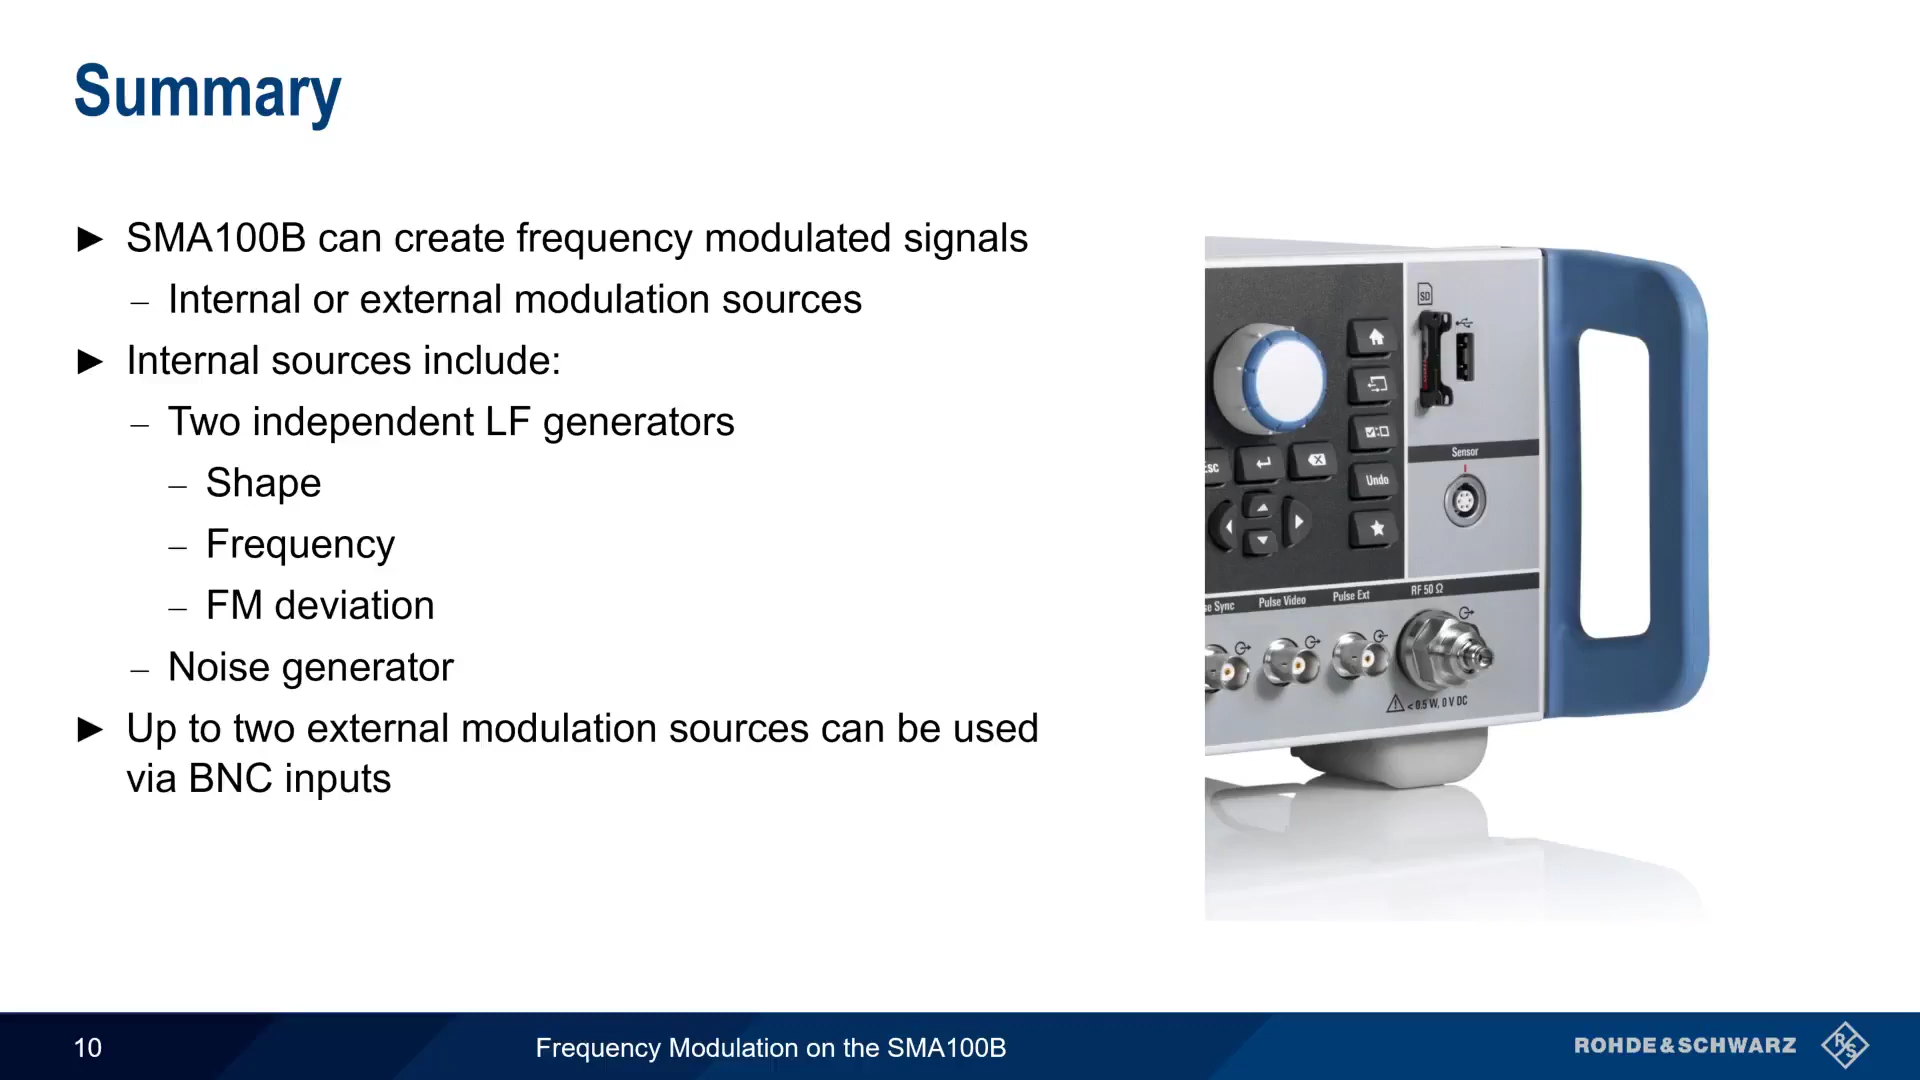 Summary
► SMA100B can create frequency modulated signals
– Internal or external modulation sources
► Internal sources include:
– Two independent LF generators
– Shape
– Frequency
– FM deviation
– Noise generator
► Up to two external modulation sources can be used
via BNC inputs
SD
Sensor
Esc
Undo
se Sync
Pulse Video
Pulse Ext
RF 50 Ω
< 0.5 W, 0 V DC
10
Frequency Modulation on the SMA100B
ROHDE&SCHWARZ
R&S